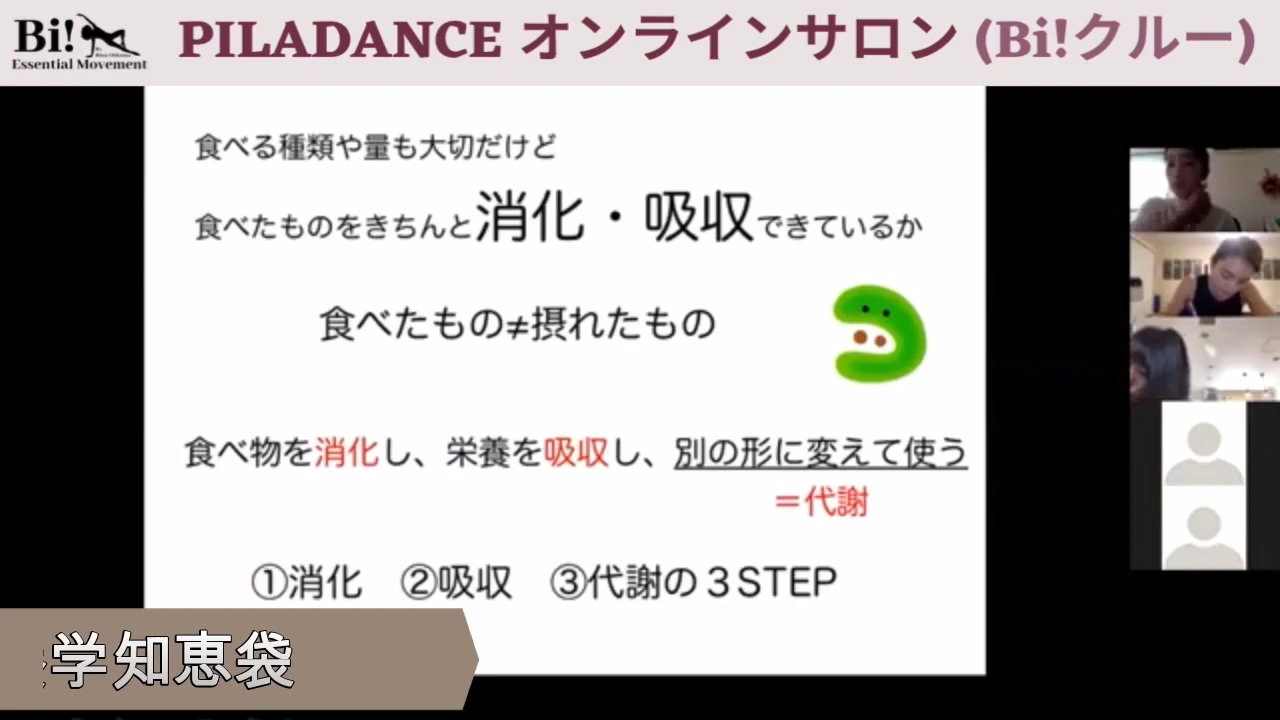 Bi!
Essential Movement
PILADANCE オンラインサロン (Bi!クルー)
食べる種類や量も大切だけど
食べたものをきちんと消化・吸収できているか
食べたもの≠摂れたもの
食べ物を消化し、栄養を吸収し、別の形に変えて使う
＝代謝
①消化 ②吸収 ③代謝の３STEP
学知恵袋